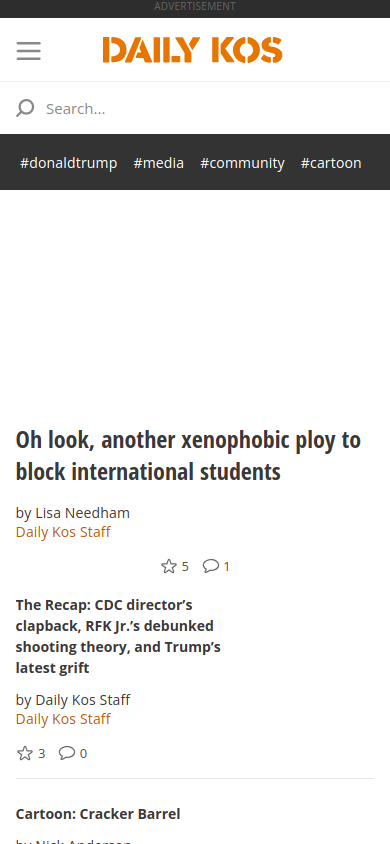 ADVERTISEMENT
DAILY KOS
Search...
#donaldtrump #media #community #cartoon
Oh look, another xenophobic ploy to
block international students
by Lisa Needham
Daily Kos Staff
5 1
The Recap: CDC director’s
clapback, RFK Jr.’s debunked
shooting theory, and Trump’s
latest grift
by Daily Kos Staff
Daily Kos Staff
3 0
Cartoon: Cracker Barrel
by Nick Anderson